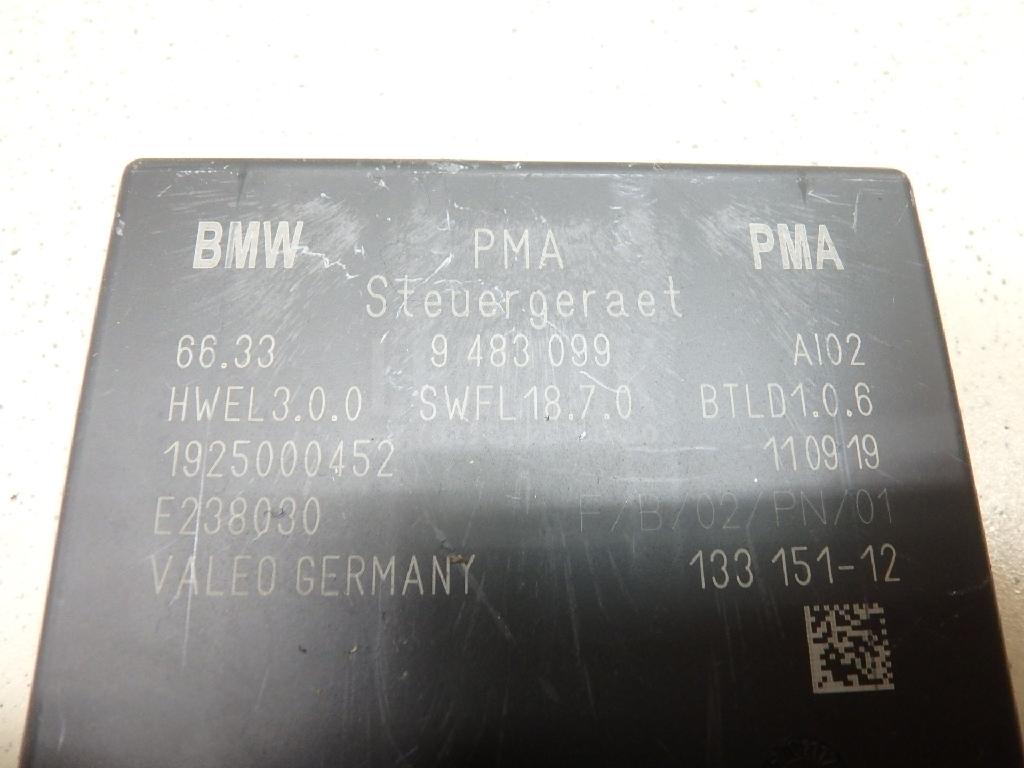 BMW PMA PMA
Steuergeraet
66.33 9 483 099 AI02
HWEL3.0.0 SWFL18.7.0 BTLD1.0.6
1925000452 110919
E238030 F/B/02/PN/01
VALEO GERMANY 133 151-12